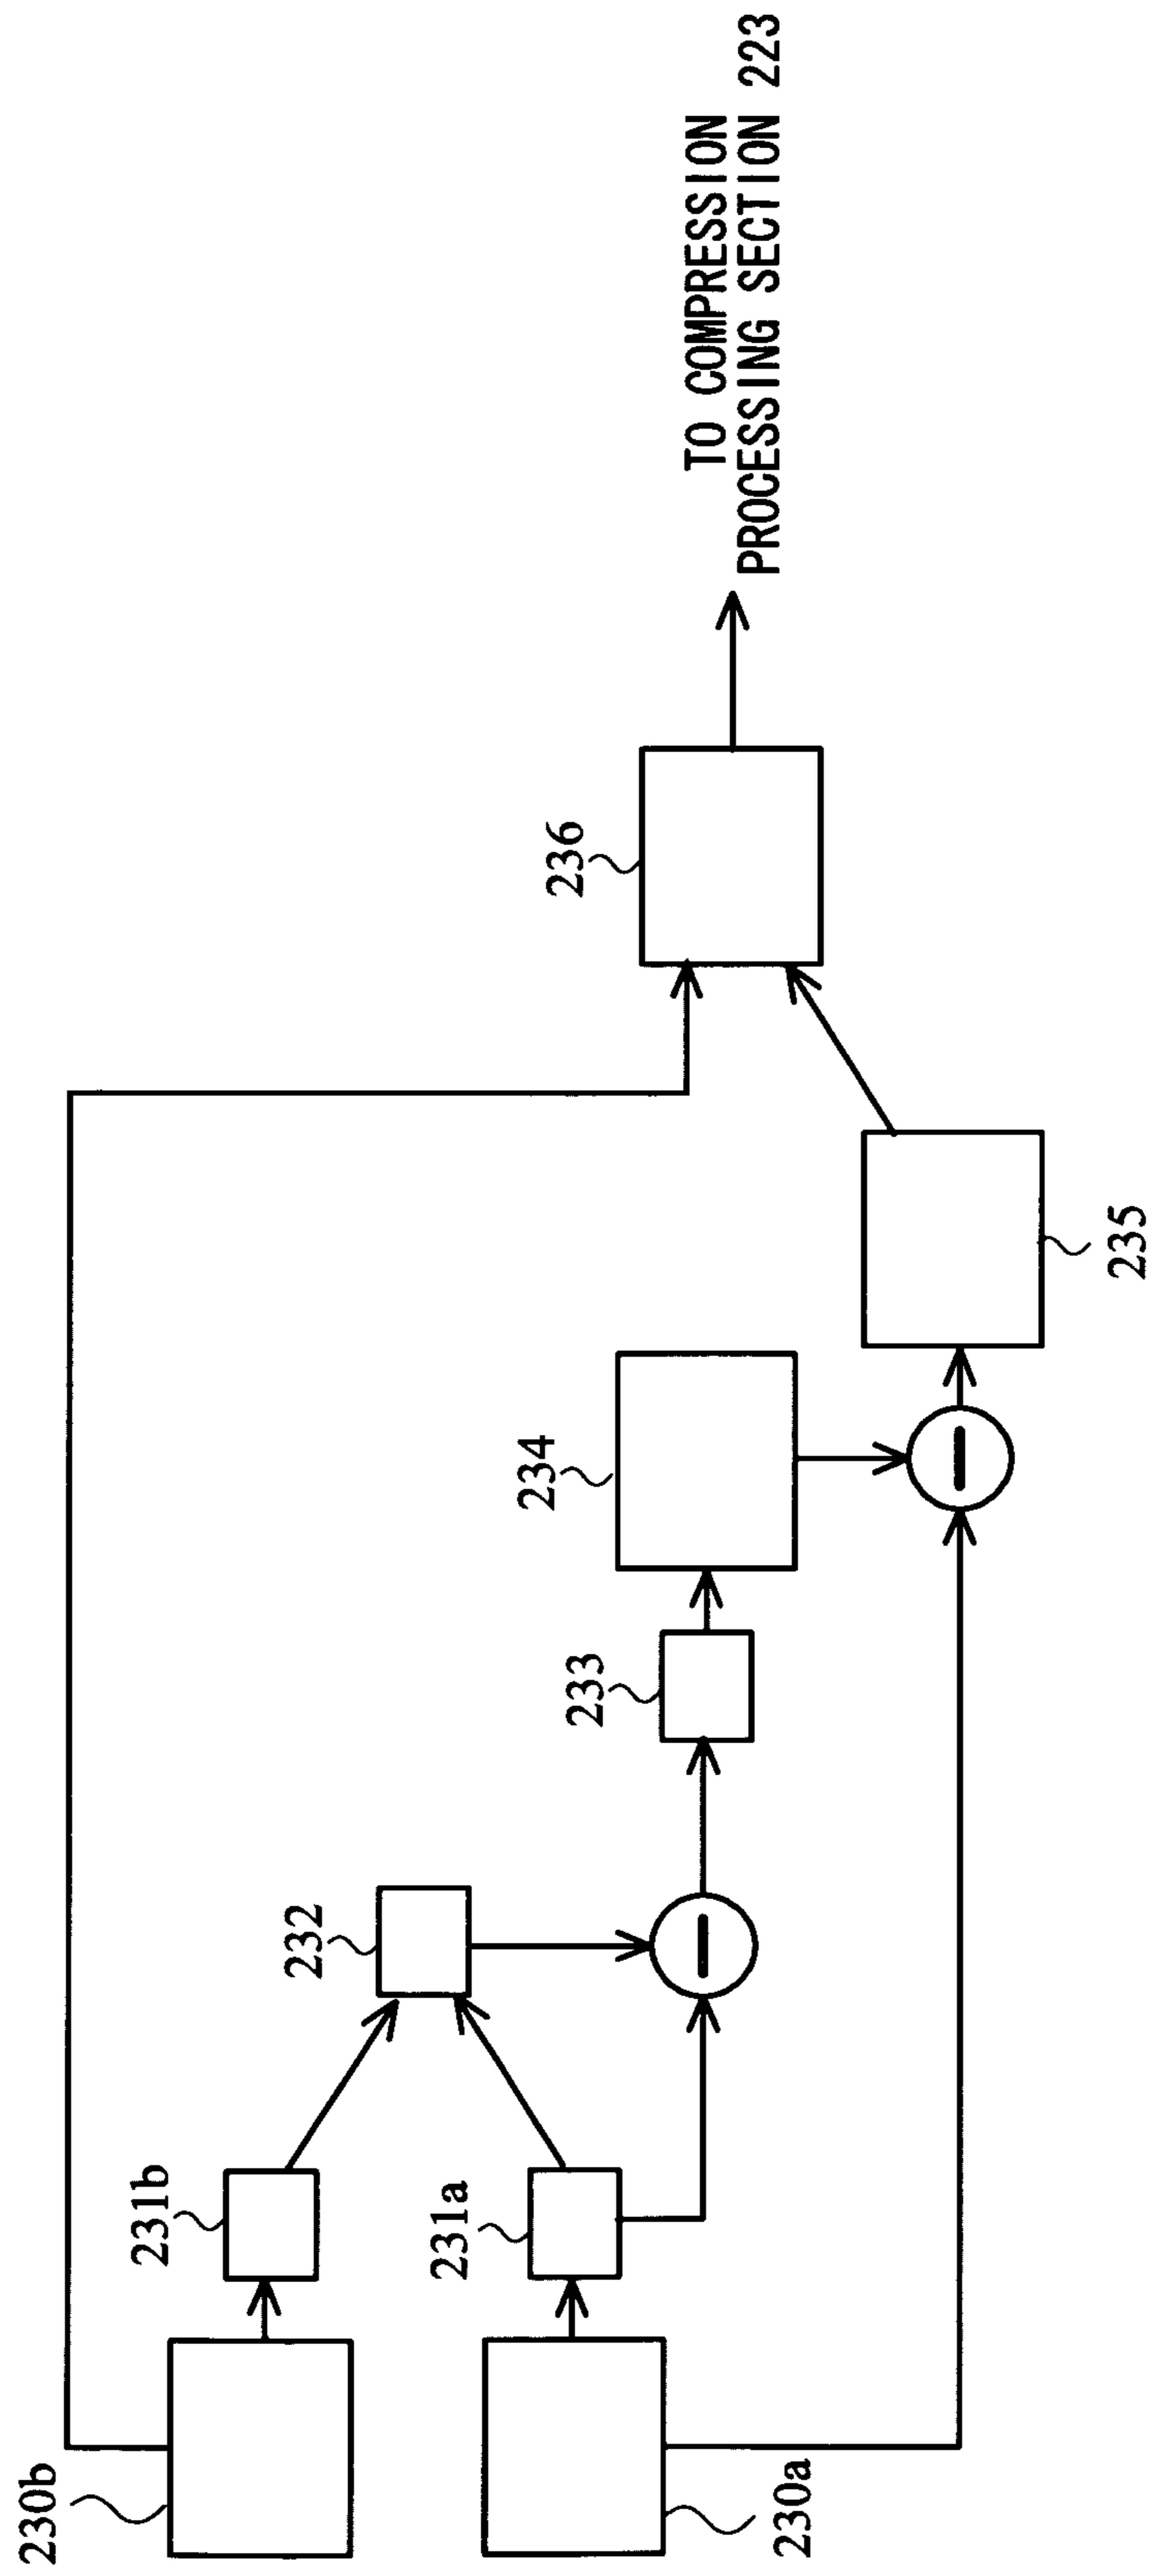 230b
231b
232
231a
230a
233
234
235
236
TO COMPRESSION
PROCESSING SECTION 223